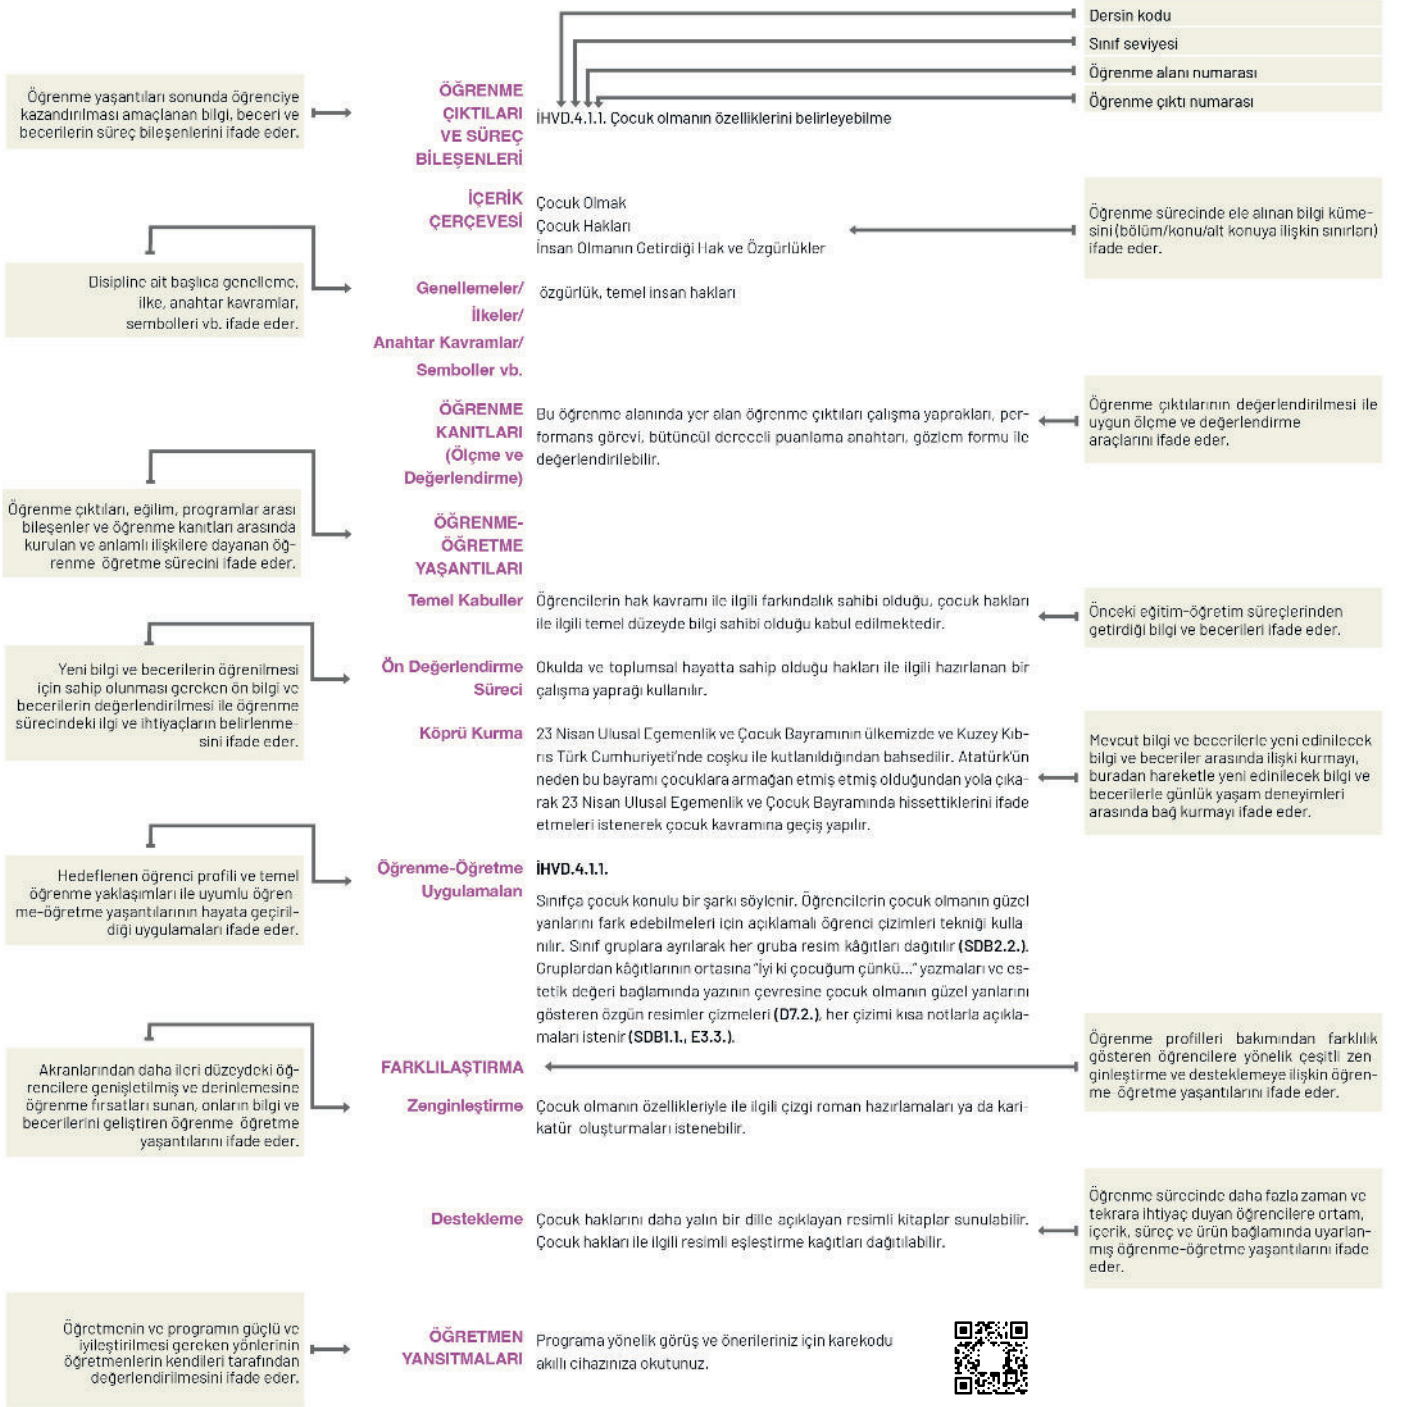 Dersin kodu
Sınıf seviyesi
Öğrenme alanı numarası
Öğrenme çıktı numarası
Öğrenme yaşantıları sonunda öğrenciye
kazandırılması amaçlanan bilgi, beceri ve
becerilerin süreç bileşenlerini ifade eder.
ÖĞRENME
ÇIKTILARI
VE SÜREÇ
BİLEŞENLERİ
İHVD.4.1.1. Çocuk olmanın özelliklerini belirleyebilme
İÇERİK
ÇERÇEVESİ
Çocuk Olmak
Çocuk Hakları
İnsan Olmanın Getirdiği Hak ve Özgürlükler
Öğrenme sürecinde ele alınan bilgi küme-
sini (bölüm/konu/alt konuya ilişkin sınırları)
ifade eder.
Disipline ait başlıca genelleme,
ilke, anahtar kavramlar,
sembolleri vb. ifade eder.
Genellemeler/
İlkeler/
Anahtar Kavramlar/
Semboller vb.
özgürlük, temel insan hakları
ÖĞRENME
KANITLARI
(Ölçme ve
Değerlendirme)
Bu öğrenme alanında yer alan öğrenme çıktıları çalışma yaprakları, per-
formans görevi, bütüncül dereceli puanlama anahtarı, gözlem formu ile
değerlendirilebilir.
Öğrenme çıktılarının değerlendirilmesi ile
uygun ölçme ve değerlendirme
araçlarını ifade eder.
Öğrenme çıktıları, eğilim, programlar arası
bileşenler ve öğrenme kanıtları arasında
kurulan ve anlamlı ilişkilere dayanan öğ-
renme öğretme sürecini ifade eder.
ÖĞRENME-
ÖĞRETME
YAŞANTILARI
Temel Kabuller
Öğrencilerin hak kavramı ile ilgili farkındalık sahibi olduğu, çocuk hakları
ile ilgili temel düzeyde bilgi sahibi olduğu kabul edilmektedir.
Önceki eğitim-öğretim süreçlerinden
getirdiği bilgi ve becerileri ifade eder.
Yeni bilgi ve becerilerin öğrenilmesi
için sahip olunması gereken ön bilgi ve
becerilerin değerlendirilmesi ile öğrenme
sürecindeki ilgi ve ihtiyaçların belirlenme-
sini ifade eder.
Ön Değerlendirme
Süreci
Okulda ve toplumsal hayatta sahip olduğu hakları ile ilgili hazırlanan bir
çalışma yaprağı kullanılır.
Köprü Kurma
23 Nisan Ulusal Egemenlik ve Çocuk Bayramının ülkemizde ve Kuzey Kıb-
rıs Türk Cumhuriyeti'nde coşku ile kutlanıldığından bahsedilir. Atatürk'ün
neden bu bayramı çocuklara armağan etmiş etmiş olduğundan yola çıka-
rak 23 Nisan Ulusal Egemenlik ve Çocuk Bayramında hissettiklerini ifade
etmeleri istenerek çocuk kavramına geçiş yapılır.
Mevcut bilgi ve becerilerle yeni edinilecek
bilgi ve beceriler arasında ilişki kurmayı,
buradan hareketle yeni edinilecek bilgi ve
becerilerle günlük yaşam deneyimleri
arasında bağ kurmayı ifade eder.
Hedeflenen öğrenci profili ve temel
öğrenme yaklaşımları ile uyumlu öğren
me-öğretme yaşantılarının hayata geçiril-
diği uygulamaları ifade eder.
Öğrenme-Öğretme
Uygulamaları
İHVD.4.1.1.
Sınıfça çocuk konulu bir şarkı söylenir. Öğrencilerin çocuk olmanın güzel
yanlarını fark edebilmeleri için açıklamalı öğrenci çizimleri tekniği kulla
nılır. Sınıf gruplara ayrılarak her gruba resim kâğıtları dağıtılır (SDB2.2.).
Gruplardan kâğıtlarının ortasına "İyi ki çocuğum çünkü..." yazmaları ve es-
tetik değeri bağlamında yazının çevresine çocuk olmanın güzel yanlarını
gösteren özgün resimler çizmeleri (D7.2.), her çizimi kısa notlarla açıkla-
maları istenir (SDB1.1., E3.3.).
FARKLILAŞTIRMA
Öğrenme profilleri bakımından farklılık
gösteren öğrencilere yönelik çeşitli zen
ginleştirme ve desteklemeye ilişkin öğren-
me öğretme yaşantılarını ifade eder.
Akranlarından daha ileri düzeydeki öğ-
rencilere genişletilmiş ve derinlemesine
öğrenme fırsatları sunan, onların bilgi ve
becerilerini geliştiren öğrenme öğretme
yaşantılarını ifade eder.
Zenginleştirme
Çocuk olmanın özellikleriyle ile ilgili çizgi roman hazırlamaları ya da kari-
katür oluşturmaları istenebilir.
Destekleme
Çocuk haklarını daha yalın bir dille açıklayan resimli kitaplar sunulabilir.
Çocuk hakları ile ilgili resimli eşleştirme kağıtları dağıtılabilir.
Öğrenme sürecinde daha fazla zaman ve
tekrara ihtiyaç duyan öğrencilere ortam,
içerik, süreç ve ürün bağlamında uyarlan-
mış öğrenme-öğretme yaşantılarını ifade
eder.
Öğretmenin ve programın güçlü ve
iyileştirilmesi gereken yönlerinin
öğretmenlerin kendileri tarafından
değerlendirilmesini ifade eder.
ÖĞRETMEN
YANSITMALARI
Programa yönelik görüş ve önerileriniz için karekodu
akıllı cihazınıza okutunuz.